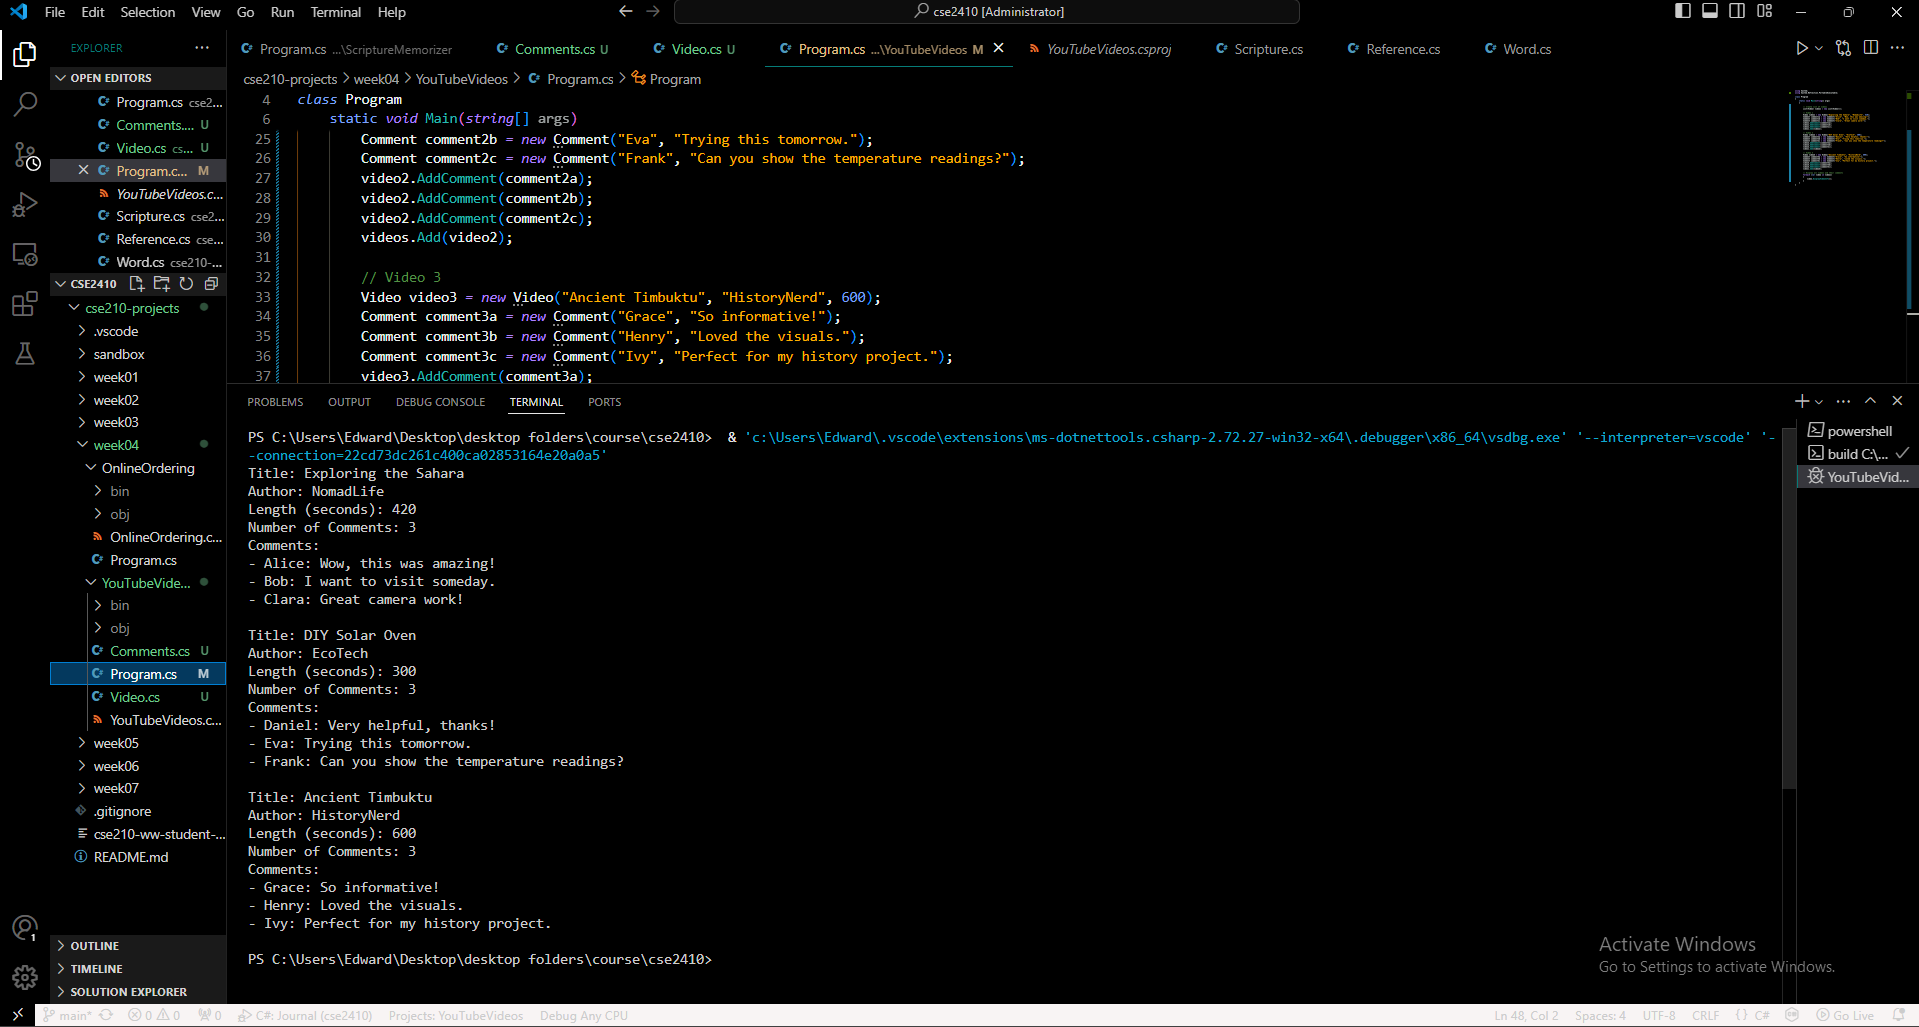 File Edit Selection View Go Run Terminal Help
cse2410 [Administrator]
EXPLORER
Program.cs ...\ScriptureMemorizer
Comments.cs U
Video.cs U
Program.cs ...\YouTubeVideos M
YouTubeVideos.csproj
Scripture.cs
Reference.cs
Word.cs
OPEN EDITORS
Program.cs cse2...
Comments.... U
Video.cs cs... U
Program.c... M
YouTubeVideos.c...
Scripture.cs cse2...
Reference.cs cse...
Word.cs cse210-...
CSE2410
cse210-projects
.vscode
sandbox
week01
week02
week03
week04
OnlineOrdering
bin
obj
OnlineOrdering.c...
Program.cs
YouTubeVide...
bin
obj
Comments.cs U
Program.cs M
Video.cs U
YouTubeVideos.c...
week05
week06
week07
.gitignore
cse210-ww-student-...
README.md
OUTLINE
TIMELINE
SOLUTION EXPLORER
cse210-projects > week04 > YouTubeVideos > Program.cs > Program
4 class Program
6 static void Main(string[] args)
25 Comment comment2b = new Comment("Eva", "Trying this tomorrow.");
26 Comment comment2c = new Comment("Frank", "Can you show the temperature readings?");
27 video2.AddComment(comment2a);
28 video2.AddComment(comment2b);
29 video2.AddComment(comment2c);
30 videos.Add(video2);
31
32 // Video 3
33 Video video3 = new Video("Ancient Timbuktu", "HistoryNerd", 600);
34 Comment comment3a = new Comment("Grace", "So informative!");
35 Comment comment3b = new Comment("Henry", "Loved the visuals.");
36 Comment comment3c = new Comment("Ivy", "Perfect for my history project.");
37 video3.AddComment(comment3a);
PROBLEMS OUTPUT DEBUG CONSOLE TERMINAL PORTS
PS C:\Users\Edward\Desktop\desktop folders\course\cse2410> & 'c:\Users\Edward\.vscode\extensions\ms-dotnettools.csharp-2.72.27-win32-x64\.debugger\x86_64\vsdbg.exe' '--interpreter=vscode' '-
-connection=22cd73dc261c400ca02853164e20a0a5'
Title: Exploring the Sahara
Author: NomadLife
Length (seconds): 420
Number of Comments: 3
Comments:
- Alice: Wow, this was amazing!
- Bob: I want to visit someday.
- Clara: Great camera work!
Title: DIY Solar Oven
Author: EcoTech
Length (seconds): 300
Number of Comments: 3
Comments:
- Daniel: Very helpful, thanks!
- Eva: Trying this tomorrow.
- Frank: Can you show the temperature readings?
Title: Ancient Timbuktu
Author: HistoryNerd
Length (seconds): 600
Number of Comments: 3
Comments:
- Grace: So informative!
- Henry: Loved the visuals.
- Ivy: Perfect for my history project.
PS C:\Users\Edward\Desktop\desktop folders\course\cse2410>
powershell
build C:\...
YouTubeVid...
Activate Windows
Go to Settings to activate Windows.
1
main* 0 0 0 C#: Journal (cse2410) Projects: YouTubeVideos Debug Any CPU
Ln 48, Col 2 Spaces: 4 UTF-8 CRLF {} C# Go Live